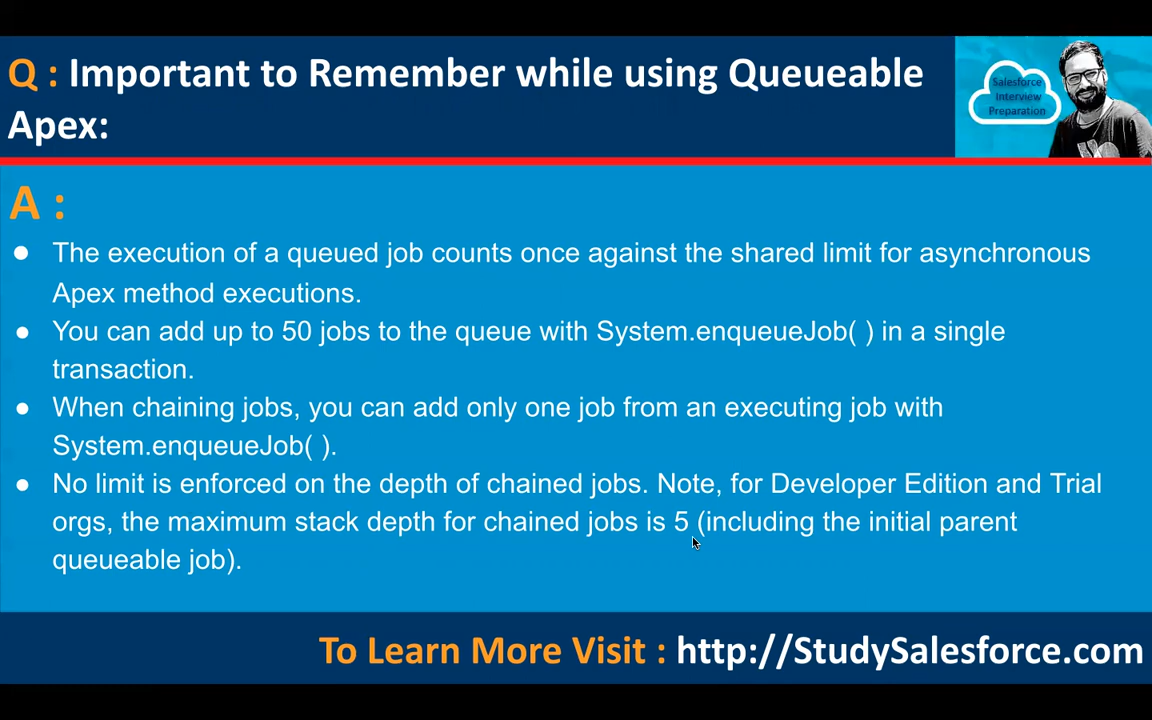 Q : Important to Remember while using Queueable
Apex:
Salesforce
Interview
Preparation
A :
● The execution of a queued job counts once against the shared limit for asynchronous
Apex method executions.
● You can add up to 50 jobs to the queue with System.enqueueJob( ) in a single
transaction.
● When chaining jobs, you can add only one job from an executing job with
System.enqueueJob( ).
● No limit is enforced on the depth of chained jobs. Note, for Developer Edition and Trial
orgs, the maximum stack depth for chained jobs is 5 (including the initial parent
queueable job).
To Learn More Visit : http://StudySalesforce.com